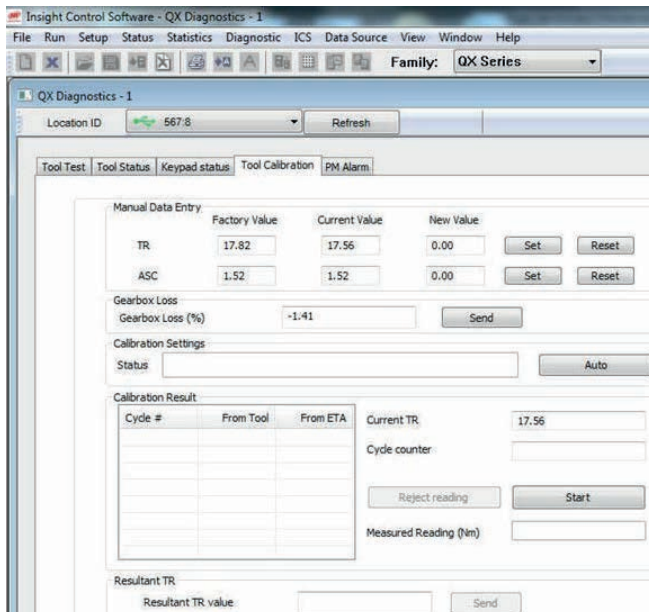 Insight Control Software - QX Diagnostics - 1
File Run Setup Status Statistics Diagnostic ICS Data Source View Window Help
Family: QX Series
QX Diagnostics - 1
Location ID 567:8 Refresh
Tool Test Tool Status Keypad status Tool Calibration PM Alarm
Manual Data Entry
Factory Value Current Value New Value
TR 17.82 17.56 0.00 Set Reset
ASC 1.52 1.52 0.00 Set Reset
Gearbox Loss
Gearbox Loss (%) -1.41 Send
Calibration Settings
Status Auto
Calibration Result
Cycle # From Tool From ETA Current TR 17.56
Cycle counter
Reject reading Start
Measured Reading (Nm)
Resultant TR
Resultant TR value Send